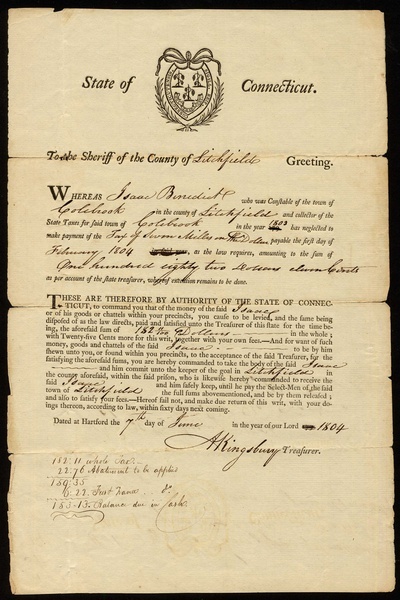 State of Connecticut.
To the Sheriff of the County of Litchfield Greeting.
WHEREAS Isaac Benedict who was Constable of the town of
Colebrook in the county of Litchfield and collector of the
State Taxes for said town of Colebrook in the year 1803 has neglected to
make payment of the Tax of Seven Mills on the Dollar, payable the first day of
February 1804 as the law requires, amounting to the sum of
One hundred eighty two eleven Cents
as per account of the state treasurer, whereof execution remains to be done.
THESE ARE THEREFORE BY AUTHORITY OF THE STATE OF CONNEC-
TICUT, to command you that of the money of the said Isaac
or of his goods or chattels within your precincts, you cause to be levied, and the same being
disposed of as the law directs, paid and satisfied unto the Treasurer of this state for the time be-
ing, the aforesaid sum of 182 Dollars in the whole;
with Twenty-five Cents more for this writ, together with your own fees.—And for want of such
money, goods and chattels of the said Isaac to be by him
shewn unto you, or found within your precincts, to the acceptance of the said Treasurer, for the
satisfying the aforesaid sums, you are hereby commanded to take the body of the said Isaac
and him commit unto the keeper of the goal in Litchfield in
the county aforesaid, within the said prison, who is likewise hereby commanded to receive the
said Isaac and him safely keep, until he pay the Select-Men of the said
town of Litchfield the full sums abovementioned, and be by them released;
and also to satisfy your fees.—Hereof fail not, and make due return of this writ, with your do-
ings thereon, according to law, within sixty days next coming.
Dated at Hartford the 7th day of June in the year of our Lord 1804
A Kingsbury Treasurer.
182:11 whole Tax
22:76 Abatement to be applied
159:35
6:22
153:13 Balance due in Cash